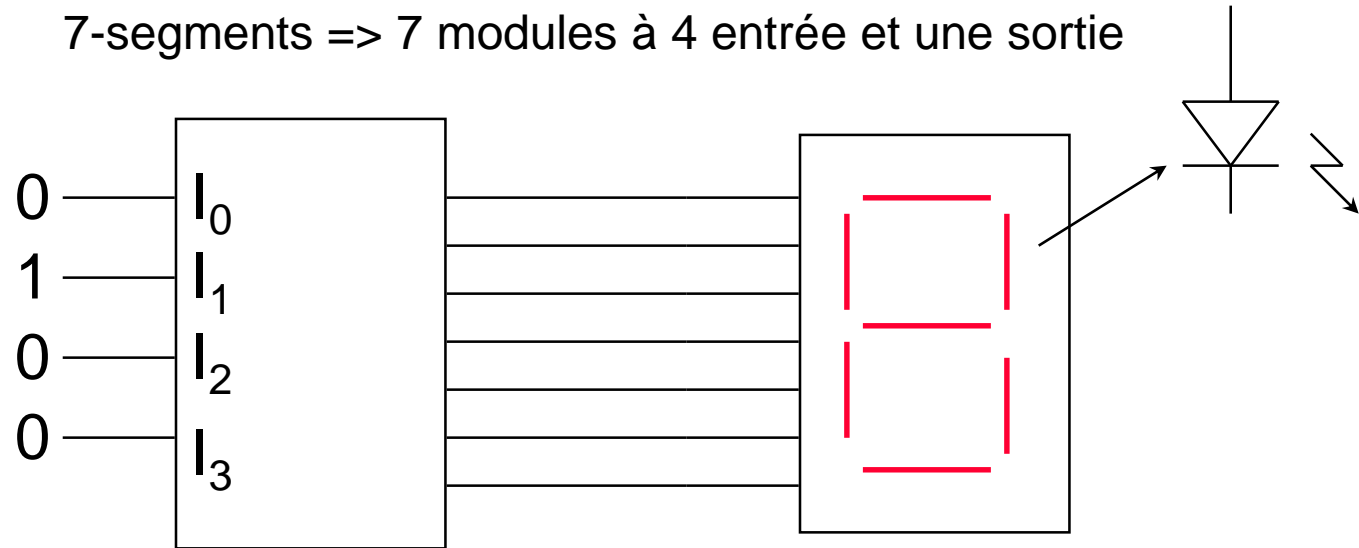 7-segments => 7 modules à 4 entrée et une sortie
0 I0
1 I1
0 I2
0 I3